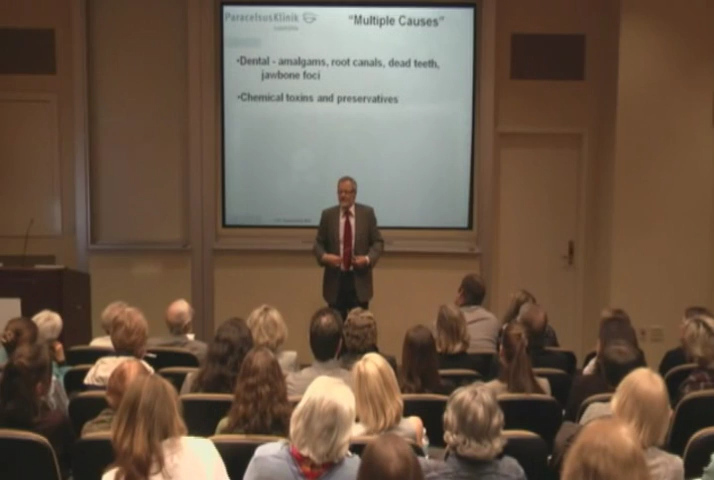 ParacelsusKlinik
"Multiple Causes"
•Dental - amalgams, root canals, dead teeth,
jawbone foci
•Chemical toxins and preservatives